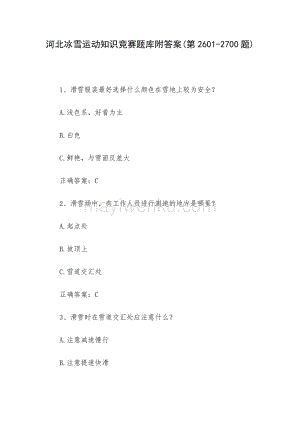 河北冰雪运动知识竞赛题库附答案(第2601-2700题)
1、滑雪服装最好选择什么颜色在雪地上较为安全?
A.浅色系，好看为主
B.白色
C.鲜艳，与雪面反差大
正确答案：C
2、滑雪场中，向工作人员进行测速的地方是哪里?
A.起点处
B.坡顶上
C.雪道交汇处
正确答案：C
3、滑雪时在雪道交汇处应注意什么?
A.注意减速慢行
B.注意提速快滑